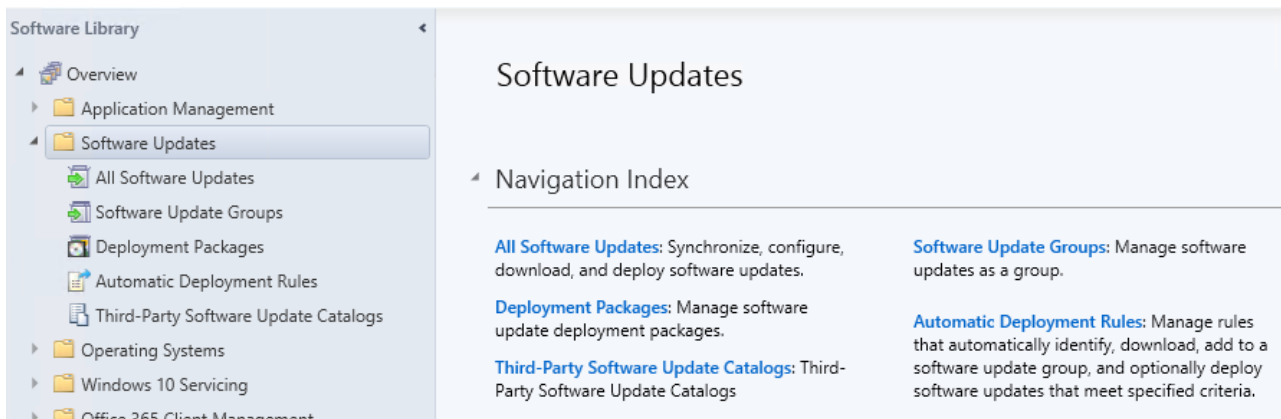 Software Library
Overview
Application Management
Software Updates
All Software Updates
Software Update Groups
Deployment Packages
Automatic Deployment Rules
Third-Party Software Update Catalogs
Operating Systems
Windows 10 Servicing
Office 365 Client Management
Software Updates
Navigation Index
All Software Updates: Synchronize, configure,
download, and deploy software updates.
Deployment Packages: Manage software
update deployment packages.
Third-Party Software Update Catalogs: Third-
Party Software Update Catalogs
Software Update Groups: Manage software
updates as a group.
Automatic Deployment Rules: Manage rules
that automatically identify, download, add to a
software update group, and optionally deploy
software updates that meet specified criteria.